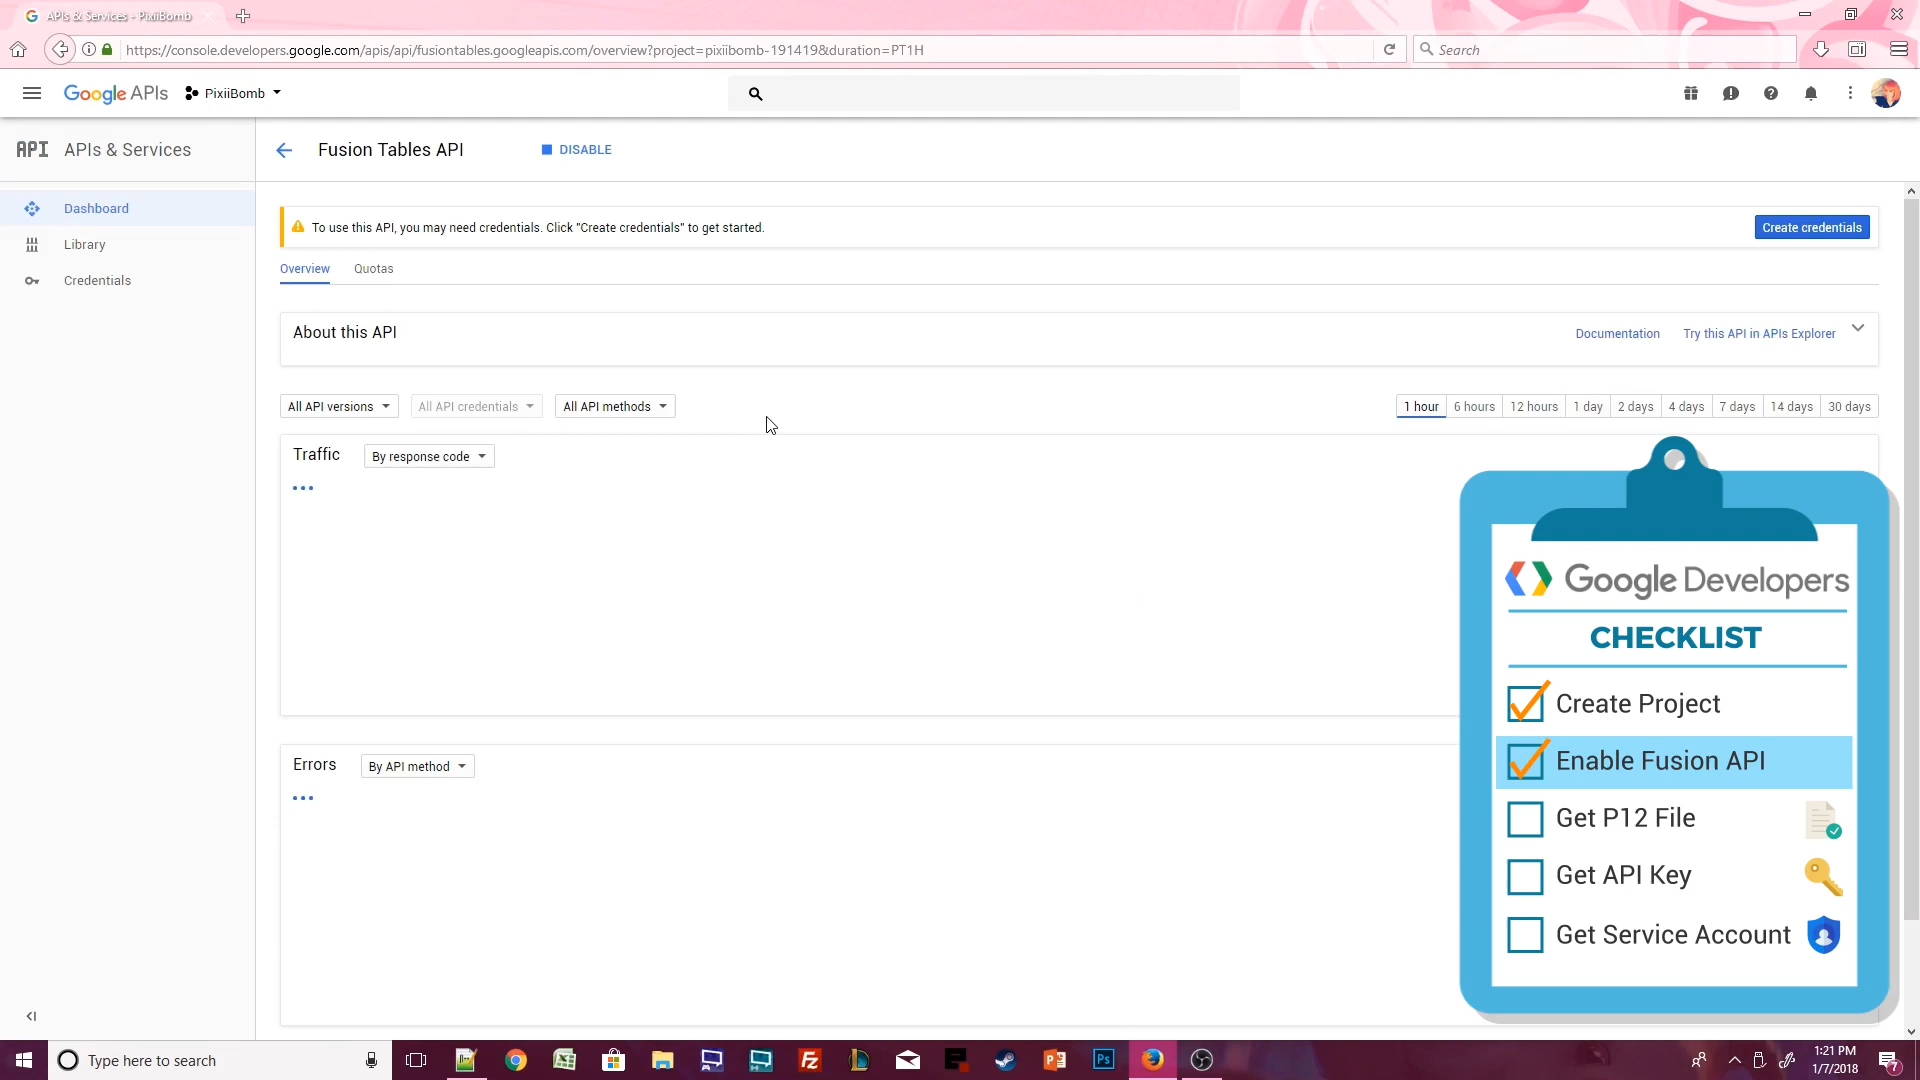 APIs & Services - PixiiBomb
https://console.developers.google.com/apis/api/fusiontables.googleapis.com/overview?project=pixiibomb-191419&duration=PT1H
Search
Google APIs
PixiiBomb
API
APIs & Services
Fusion Tables API
DISABLE
Dashboard
Library
Credentials
To use this API, you may need credentials. Click "Create credentials" to get started.
Create credentials
Overview
Quotas
About this API
Documentation
Try this API in APIs Explorer
All API versions
All API credentials
All API methods
1 hour
6 hours
12 hours
1 day
2 days
4 days
7 days
14 days
30 days
Traffic
By response code
Errors
By API method
Google Developers
CHECKLIST
Create Project
Enable Fusion API
Get P12 File
Get API Key
Get Service Account
Type here to search
1:21 PM
1/7/2018
7